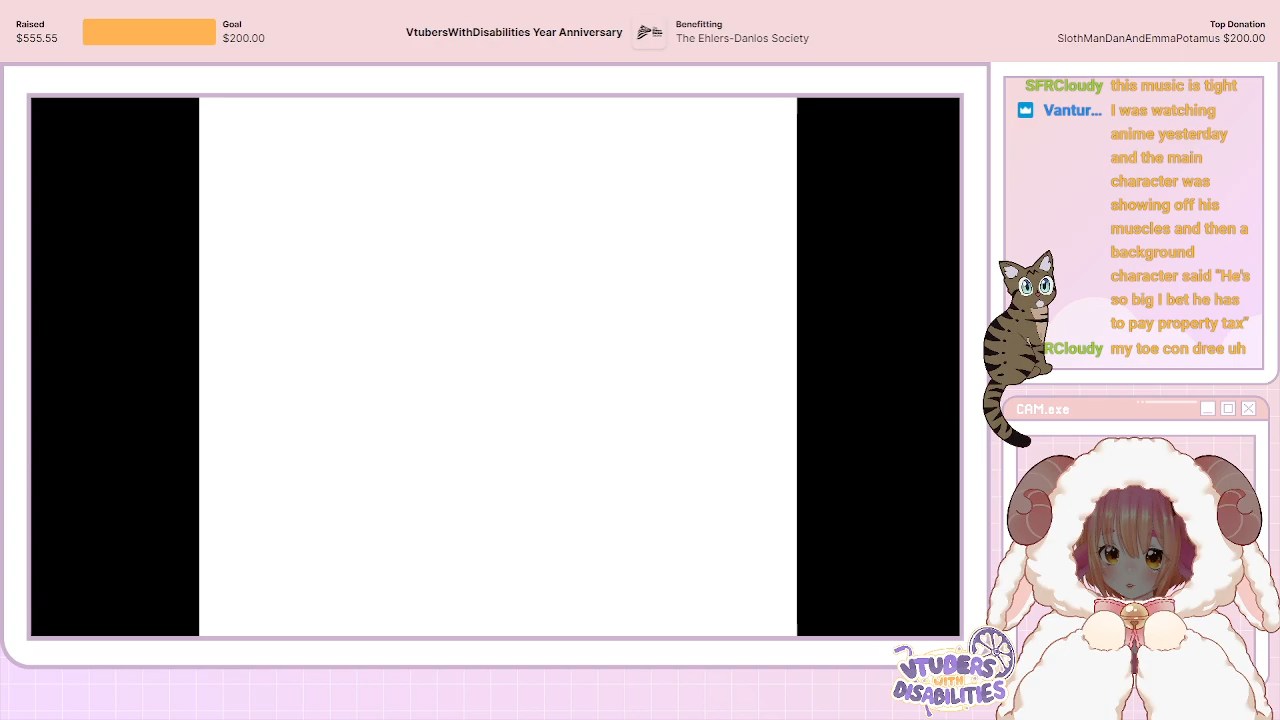 Raised
$555.55
Goal
$200.00
VtubersWithDisabilities Year Anniversary
Benefitting
The Ehlers-Danlos Society
Top Donation
SlothManDanAndEmmaPotamus $200.00
SFRCloudy this music is tight
Vantur... I was watching
anime yesterday
and the main
character was
showing off his
muscles and then a
background
character said "He's
so big I bet he has
to pay property tax"
RCloudy my toe con dree uh
CAM.exe
VTUBERS
WITH
DISABILITIES